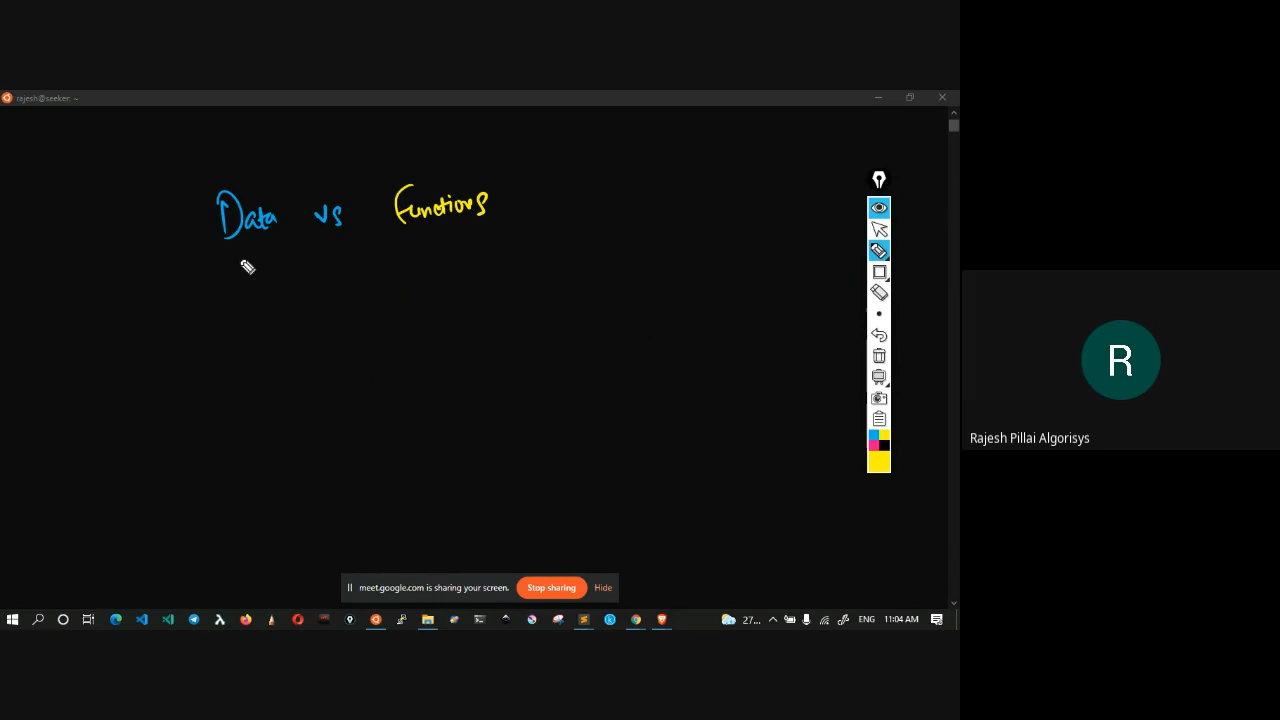 rajesh@seeker: ~
Data vs Functions
R
Rajesh Pillai Algorisys
meet.google.com is sharing your screen. Stop sharing Hide
27... ENG 11:04 AM